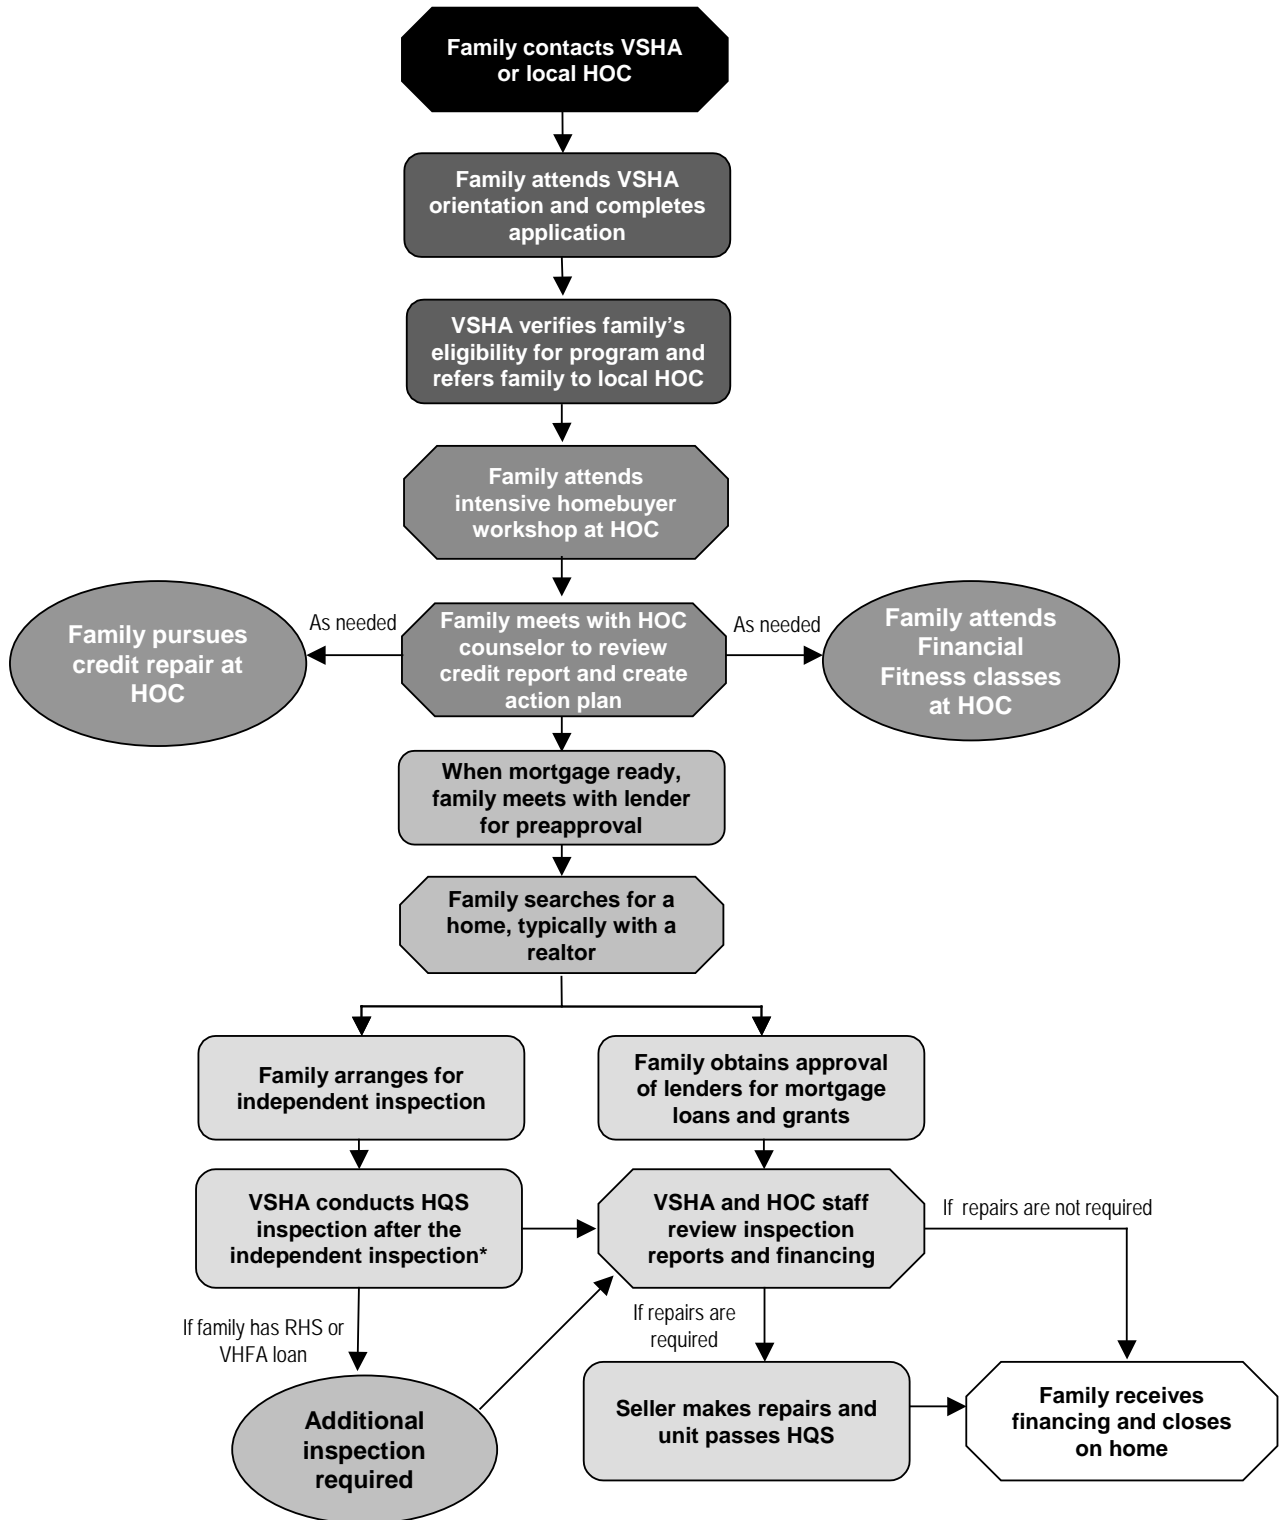 Family contacts VSHA
or local HOC
Family attends VSHA
orientation and completes
application
VSHA verifies family’s
eligibility for program and
refers family to local HOC
Family attends
intensive homebuyer
workshop at HOC
Family pursues
credit repair at
HOC
As needed
Family meets with HOC
counselor to review
credit report and create
action plan
As needed
Family attends
Financial
Fitness classes
at HOC
When mortgage ready,
family meets with lender
for preapproval
Family searches for a
home, typically with a
realtor
Family arranges for
independent inspection
Family obtains approval
of lenders for mortgage
loans and grants
VSHA conducts HQS
inspection after the
independent inspection*
VSHA and HOC staff
review inspection
reports and financing
If repairs are not required
If family has RHS or
VHFA loan
If repairs are
required
Additional
inspection
required
Seller makes repairs and
unit passes HQS
Family receives
financing and closes
on home